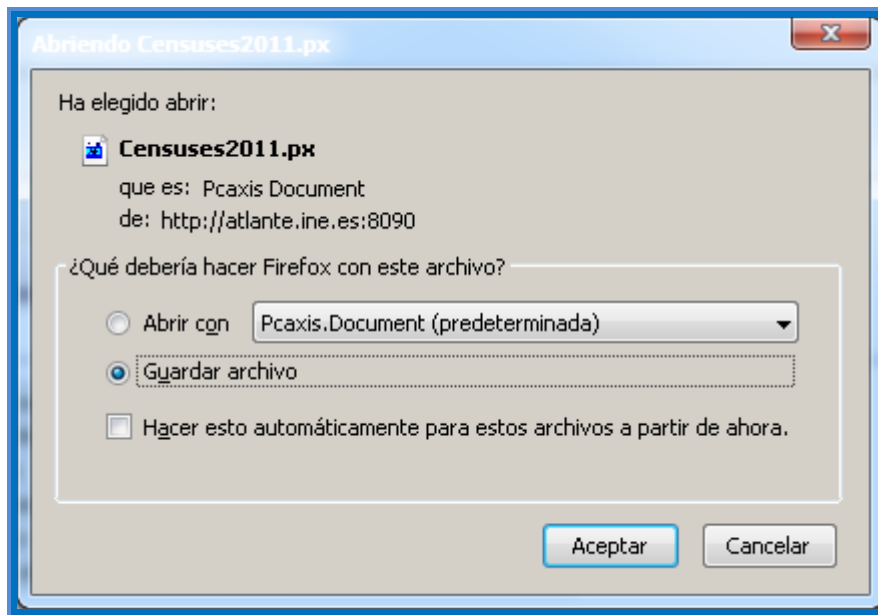 Abriendo Censuses2011.px
Ha elegido abrir:
Censuses2011.px
que es: Pcaxis Document
de: http://atlante.ine.es:8090
¿Qué debería hacer Firefox con este archivo?
Abrir con Pcaxis.Document (predeterminada)
Guardar archivo
Hacer esto automáticamente para estos archivos a partir de ahora.
Aceptar Cancelar